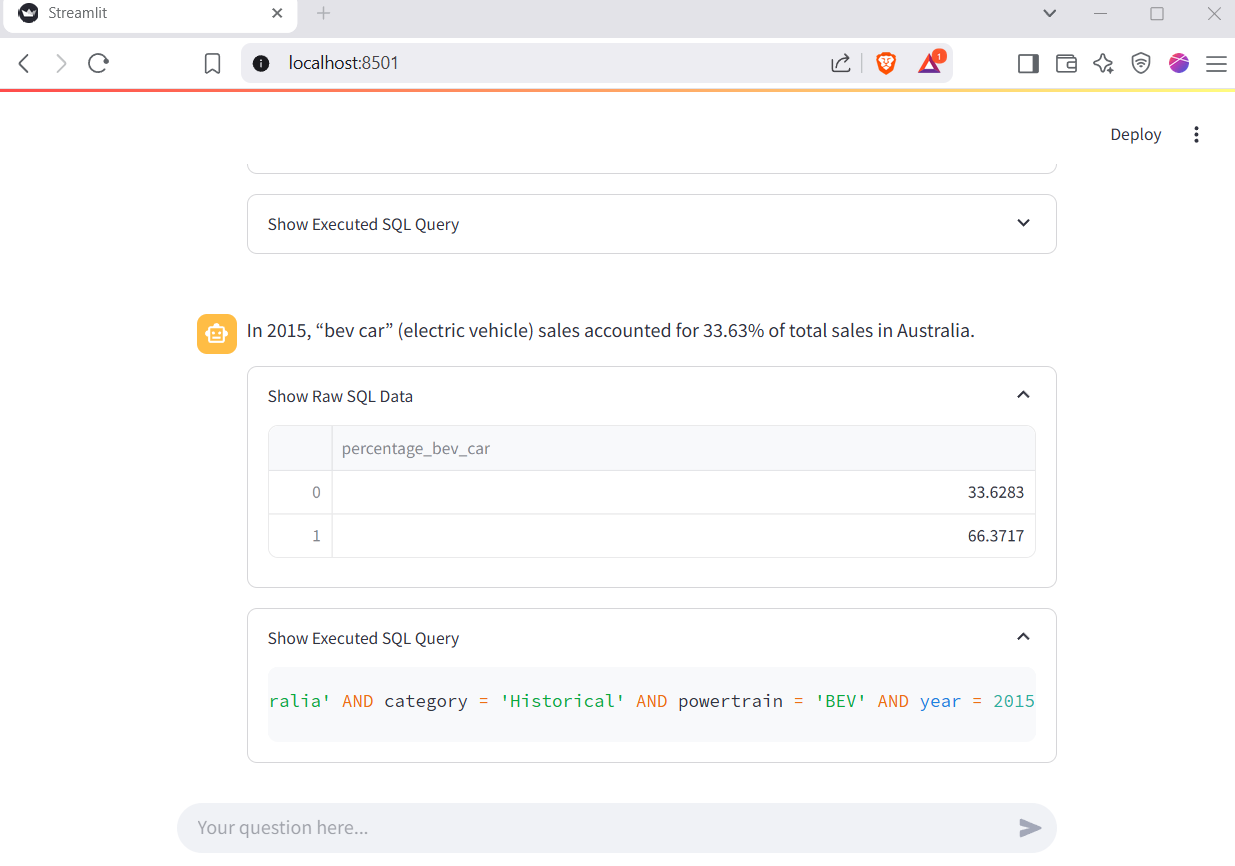 Streamlit
localhost:8501
1
Deploy
Show Executed SQL Query
In 2015, “bev car” (electric vehicle) sales accounted for 33.63% of total sales in Australia.
Show Raw SQL Data
percentage_bev_car
0 33.6283
1 66.3717
Show Executed SQL Query
ralia' AND category = 'Historical' AND powertrain = 'BEV' AND year = 2015
Your question here...